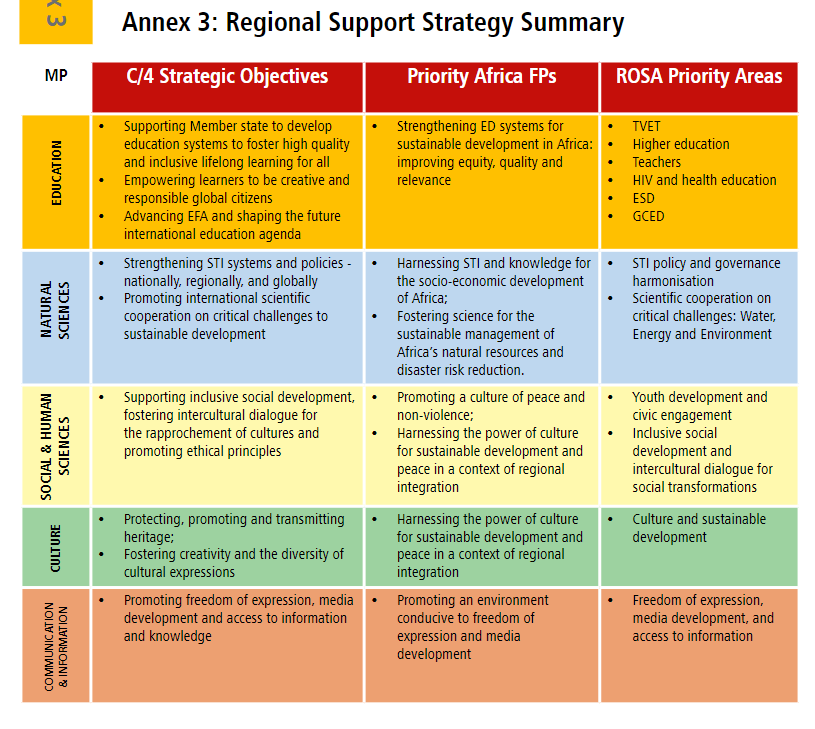 x 3
Annex 3: Regional Support Strategy Summary
MP
C/4 Strategic Objectives
Priority Africa FPs
ROSA Priority Areas
EDUCATION
• Supporting Member state to develop
education systems to foster high quality
and inclusive lifelong learning for all
• Empowering learners to be creative and
responsible global citizens
• Advancing EFA and shaping the future
international education agenda
• Strengthening ED systems for
sustainable development in Africa:
improving equity, quality and
relevance
• TVET
• Higher education
• Teachers
• HIV and health education
• ESD
• GCED
NATURAL
SCIENCES
• Strengthening STI systems and policies -
nationally, regionally, and globally
• Promoting international scientific
cooperation on critical challenges to
sustainable development
• Harnessing STI and knowledge for
the socio-economic development
of Africa;
• Fostering science for the
sustainable management of
Africa's natural resources and
disaster risk reduction.
• STI policy and governance
harmonisation
• Scientific cooperation on
critical challenges: Water,
Energy and Environment
SOCIAL & HUMAN
SCIENCES
• Supporting inclusive social development,
fostering intercultural dialogue for
the rapprochement of cultures and
promoting ethical principles
• Promoting a culture of peace and
non-violence;
• Harnessing the power of culture
for sustainable development and
peace in a context of regional
integration
• Youth development and
civic engagement
• Inclusive social
development and
intercultural dialogue for
social transformations
CULTURE
• Protecting, promoting and transmitting
heritage;
• Fostering creativity and the diversity of
cultural expressions
• Harnessing the power of culture
for sustainable development and
peace in a context of regional
integration
• Culture and sustainable
development
COMMUNICATION
& INFORMATION
• Promoting freedom of expression, media
development and access to information
and knowledge
• Promoting an environment
conducive to freedom of
expression and media
development
• Freedom of expression,
media development, and
access to information